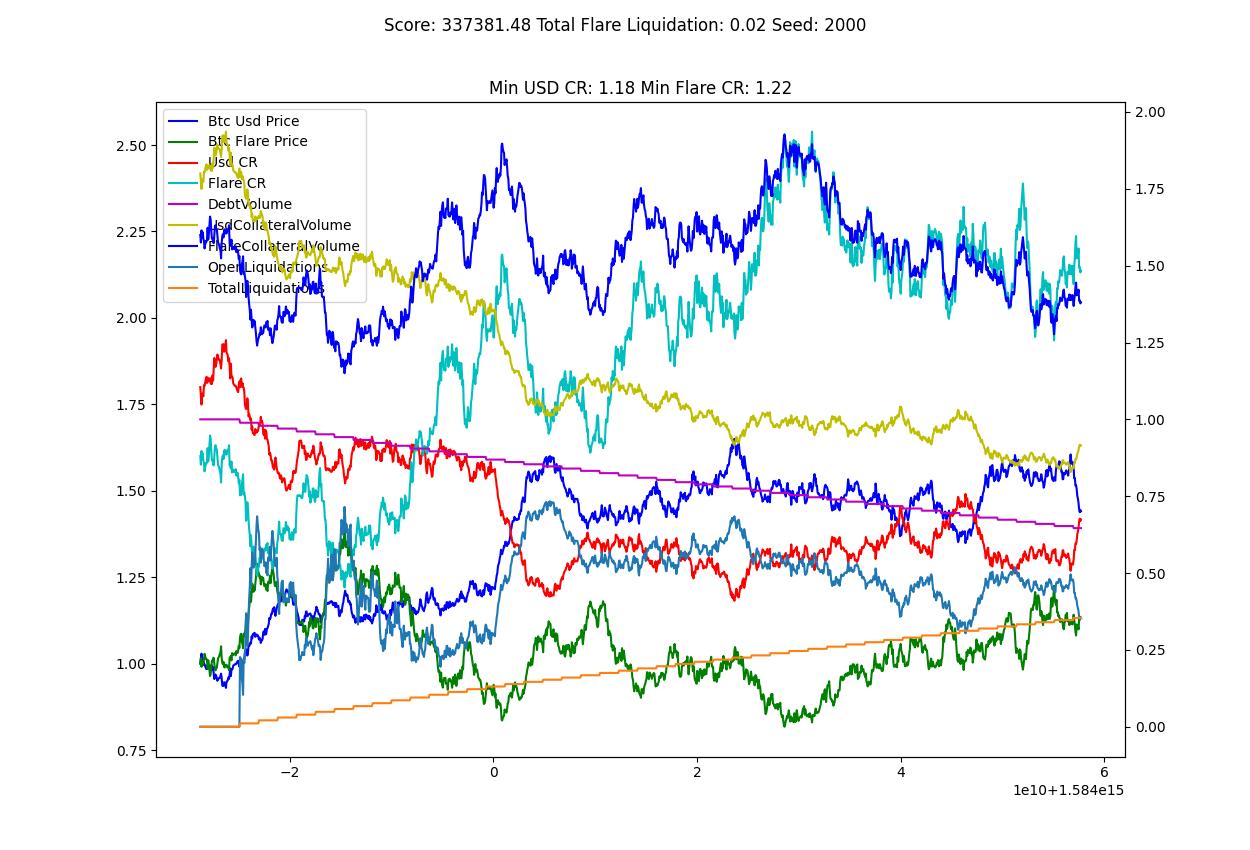 Score: 337381.48 Total Flare Liquidation: 0.02 Seed: 2000
Min USD CR: 1.18 Min Flare CR: 1.22
Btc Usd Price
Btc Flare Price
Usd CR
Flare CR
DebtVolume
UsdCollateralVolume
FlareCollateralVolume
OpenLiquidations
TotalLiquidations
2.50
2.25
2.00
1.75
1.50
1.25
1.00
0.75
2.00
1.75
1.50
1.25
1.00
0.75
0.50
0.25
0.00
−2 0 2 4 6
1e10+1.584e15